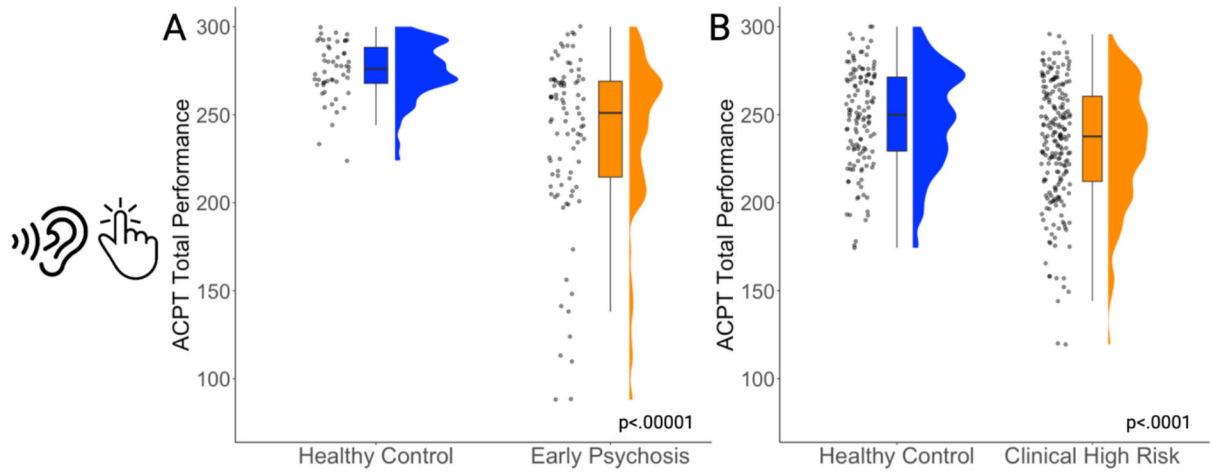 A
ACPT Total Performance
300
250
200
150
100
p<.00001
Healthy Control
Early Psychosis
B
ACPT Total Performance
300
250
200
150
100
p<.0001
Healthy Control
Clinical High Risk